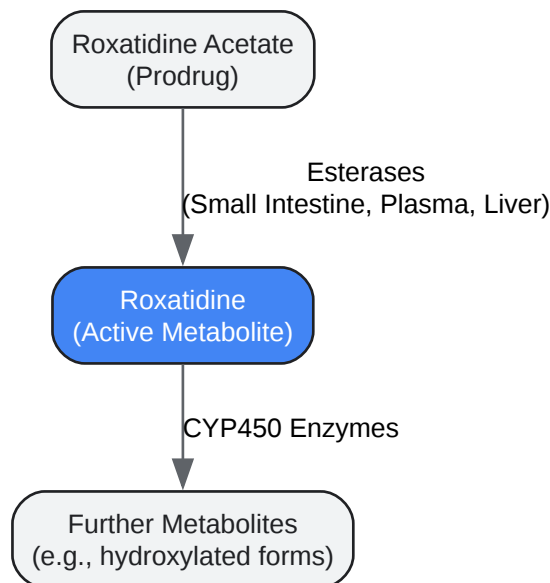 Roxatidine Acetate
(Prodrug)
Esterases
(Small Intestine, Plasma, Liver)
Roxatidine
(Active Metabolite)
CYP450 Enzymes
Further Metabolites
(e.g., hydroxylated forms)